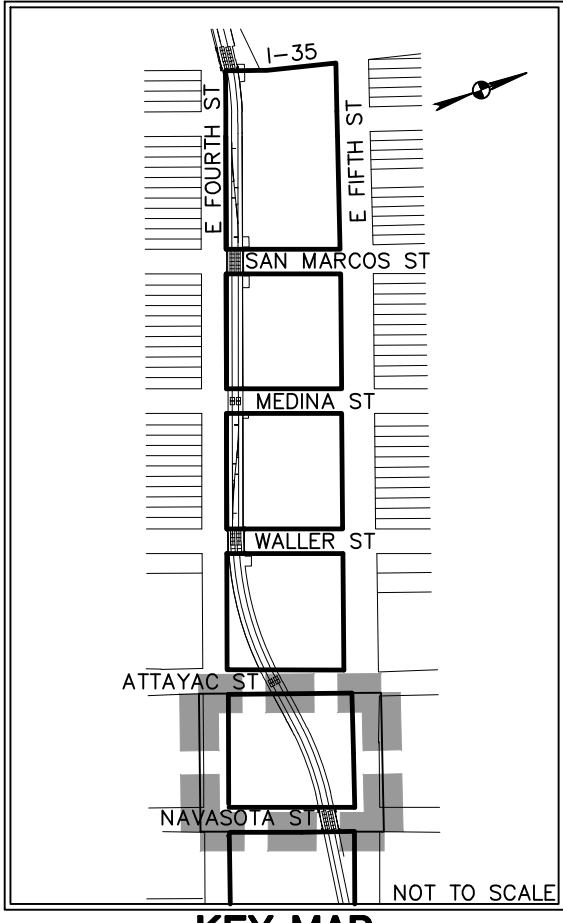 I-35
E FOURTH ST
E FIFTH ST
SAN MARCOS ST
MEDINA ST
WALLER ST
ATTAYAC ST
NAVASOTA ST
NOT TO SCALE
KEY MAP